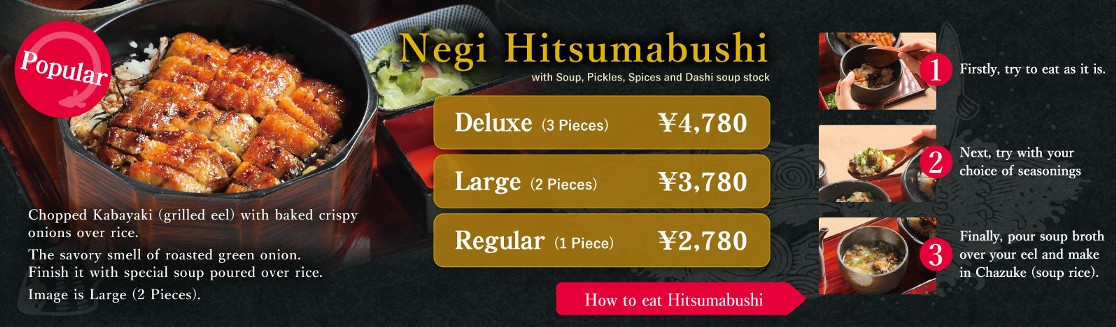 Popular
Negi Hitsumabushi
with Soup, Pickles, Spices and Dashi soup stock
Deluxe (3 Pieces) ¥4,780
Large (2 Pieces) ¥3,780
Regular (1 Piece) ¥2,780
Chopped Kabayaki (grilled eel) with baked crispy
onions over rice.
The savory smell of roasted green onion.
Finish it with special soup poured over rice.
Image is Large (2 Pieces).
How to eat Hitsumabushi
1 Firstly, try to eat as it is.
2 Next, try with your
choice of seasonings
3 Finally, pour soup broth
over your eel and make
in Chazuke (soup rice).